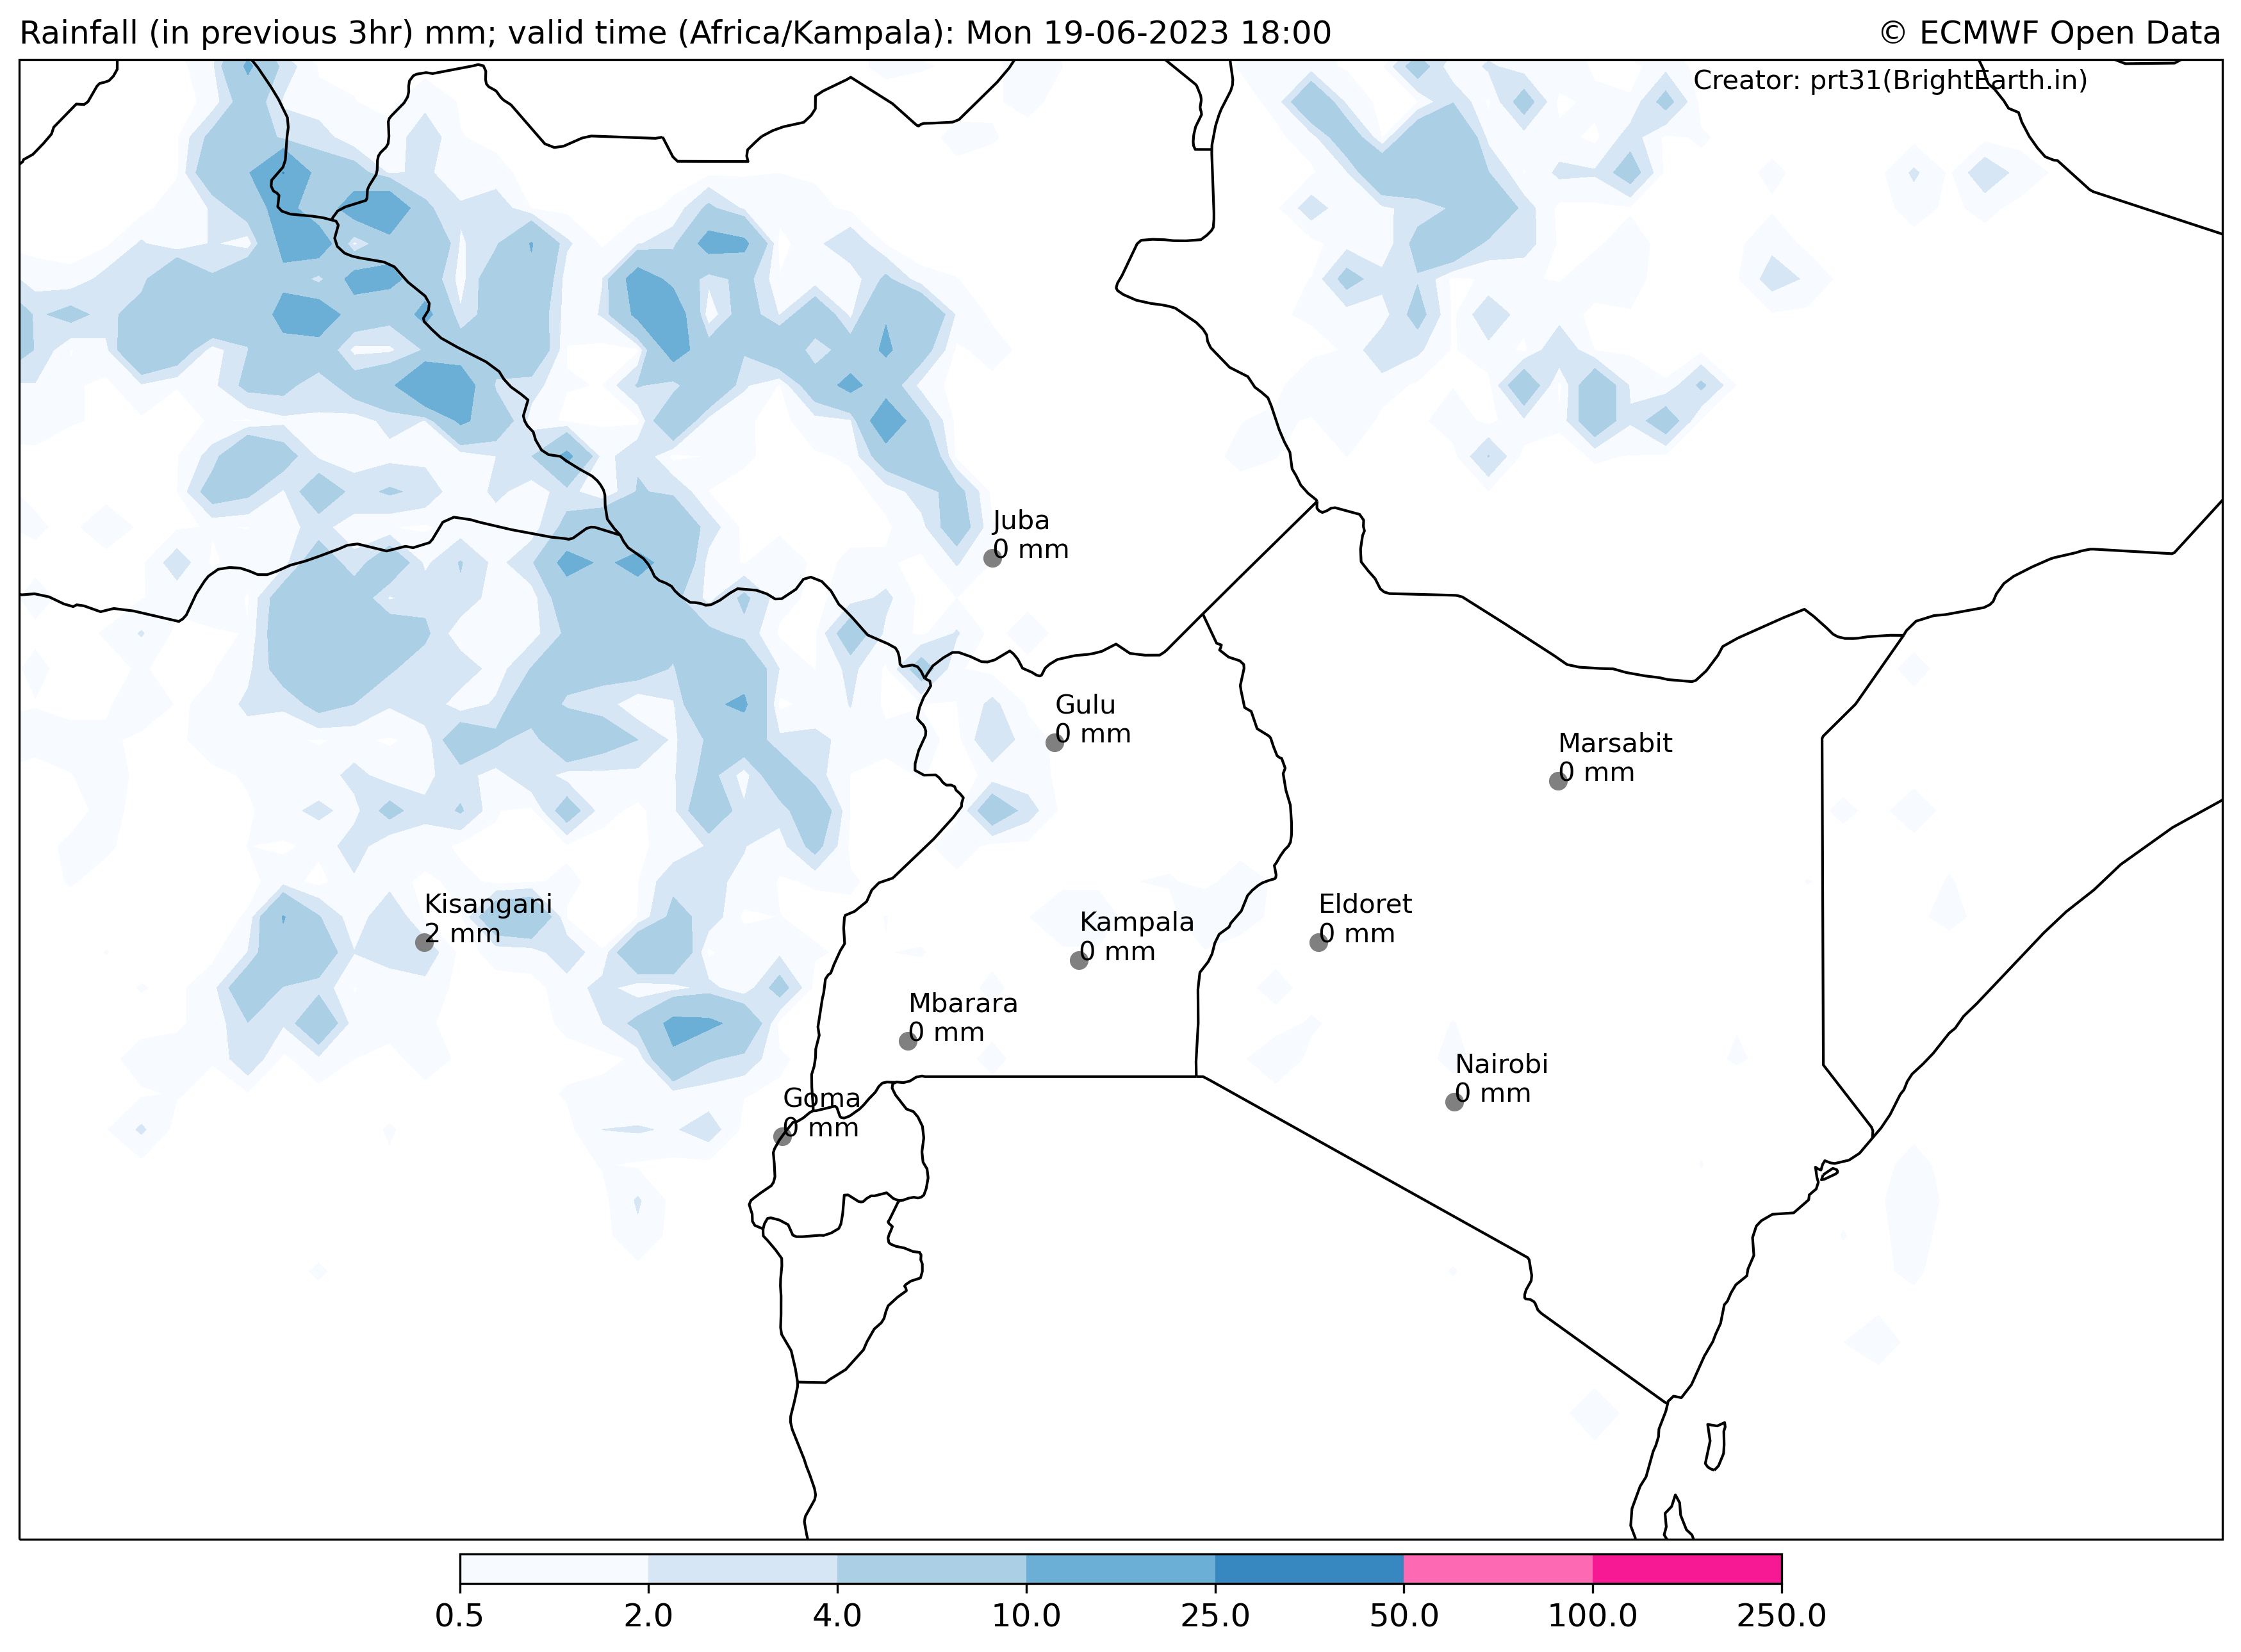 Rainfall (in previous 3hr) mm; valid time (Africa/Kampala): Mon 19-06-2023 18:00
© ECMWF Open Data
Creator: prt31(BrightEarth.in)
Juba
0 mm
Gulu
0 mm
Marsabit
0 mm
Kisangani
2 mm
Eldoret
0 mm
Kampala
0 mm
Mbarara
0 mm
Nairobi
0 mm
Goma
0 mm
0.5 2.0 4.0 10.0 25.0 50.0 100.0 250.0